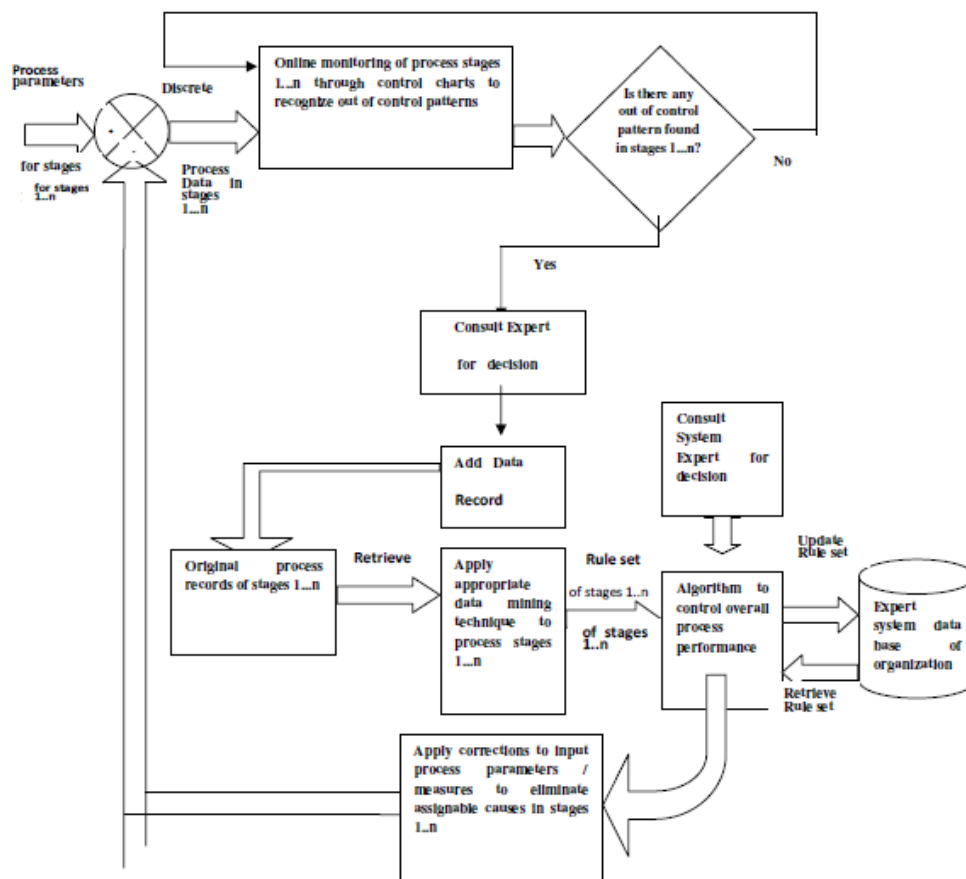 Process
parameters
for stages
for stages
1..n
+
-
Discrete
Process
Data in
stages
1...n
Online monitoring of process stages
1...n through control charts to
recognize out of control patterns
Is there any
out of control
pattern found
in stages 1...n?
No
Yes
Consult Expert
for decision
Add Data
Record
Consult
System
Expert for
decision
Original process
records of stages 1...n
Retrieve
Apply
appropriate
data mining
technique to
process stages
1...n
Rule set
of stages 1..n
of stages
1..n
Algorithm to
control overall
process
performance
Update
Rule set
Expert
system data
base of
organization
Retrieve
Rule set
Apply corrections to input
process parameters /
measures to eliminate
assignable causes in stages
1..n